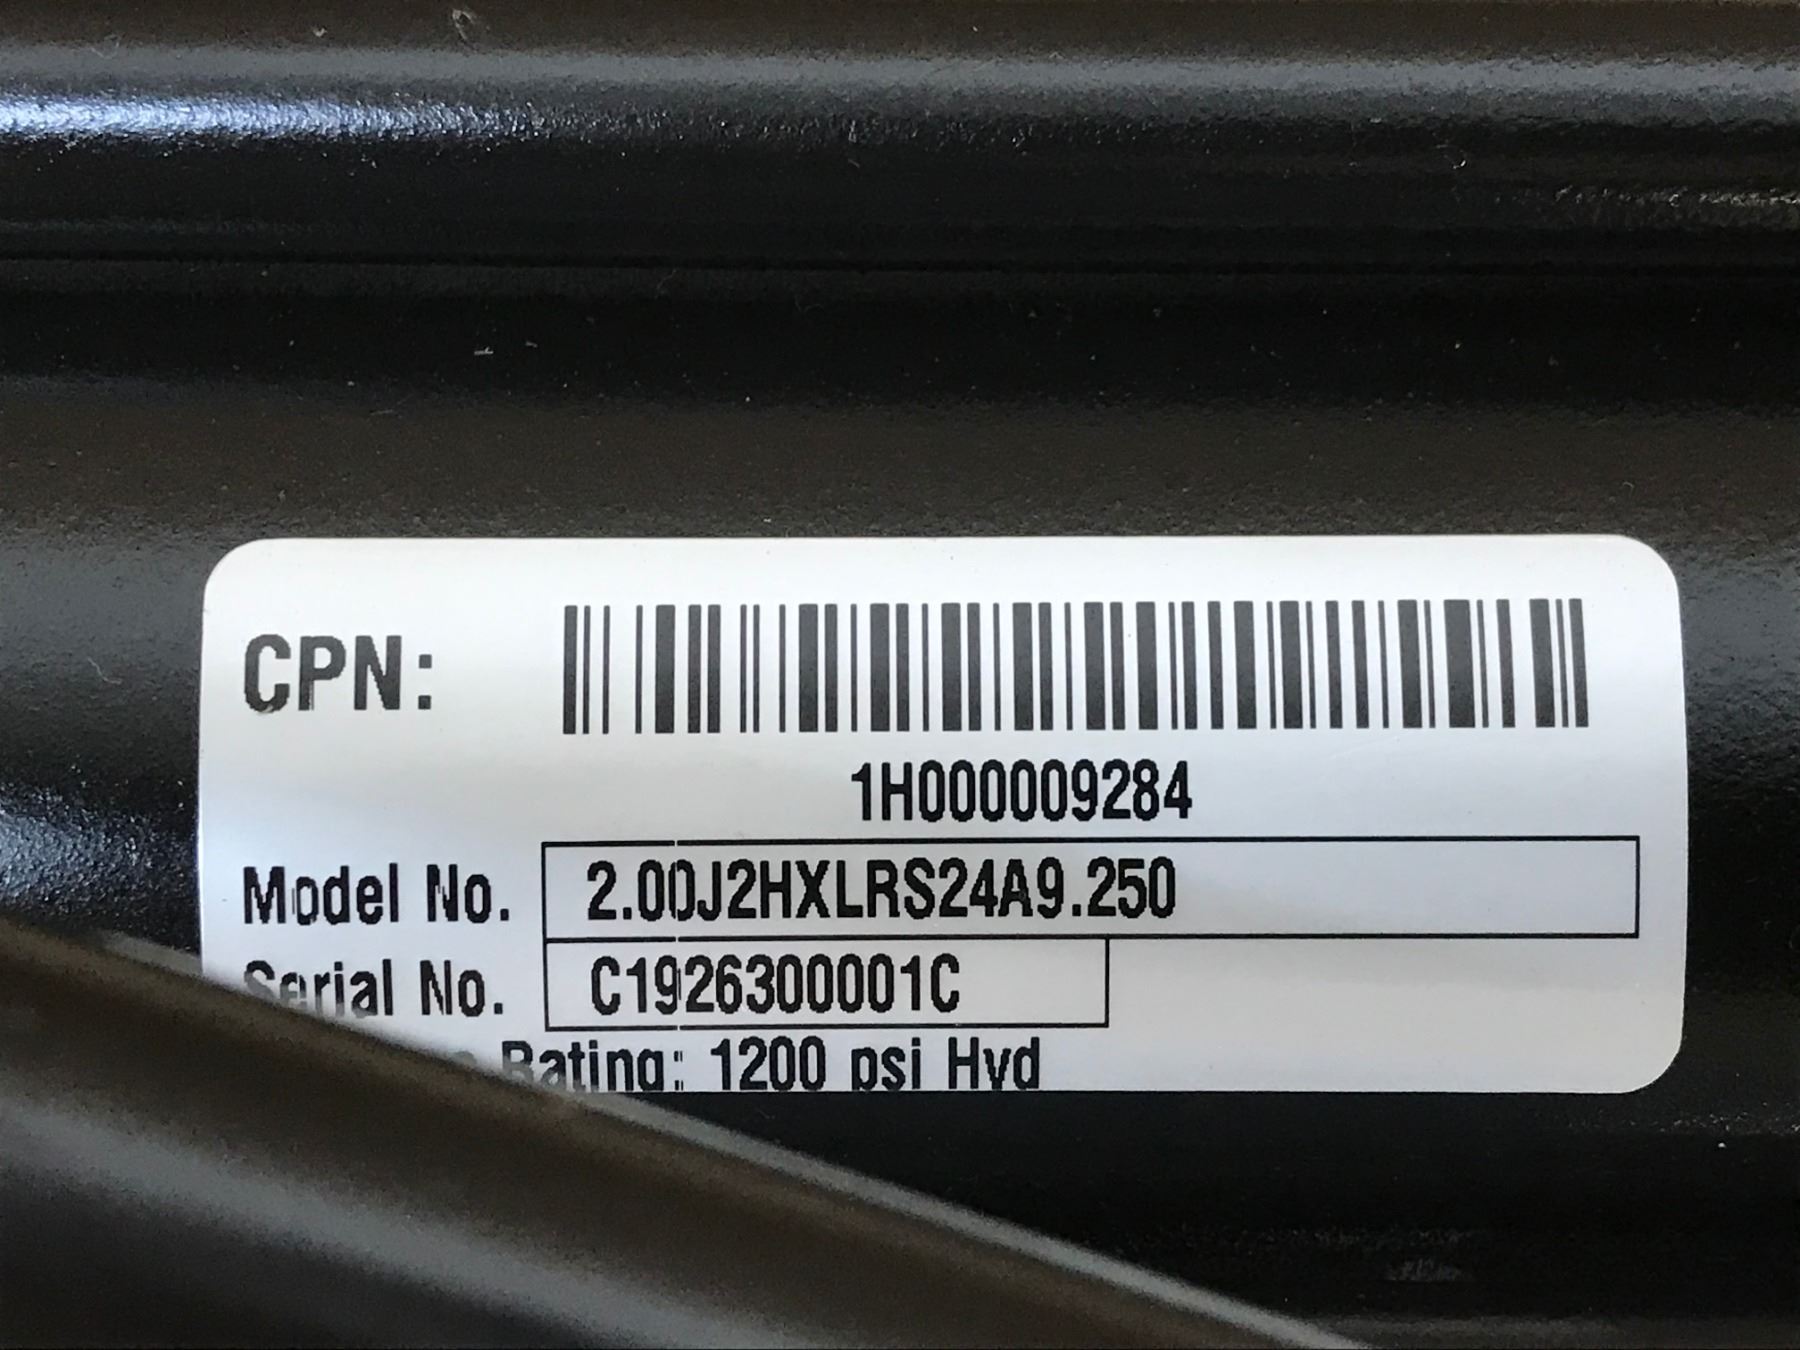 CPN:
1H000009284
Model No. 2.00J2HXLRS24A9.250
Serial No. C1926300001C
Rating: 1200 psi Hyd